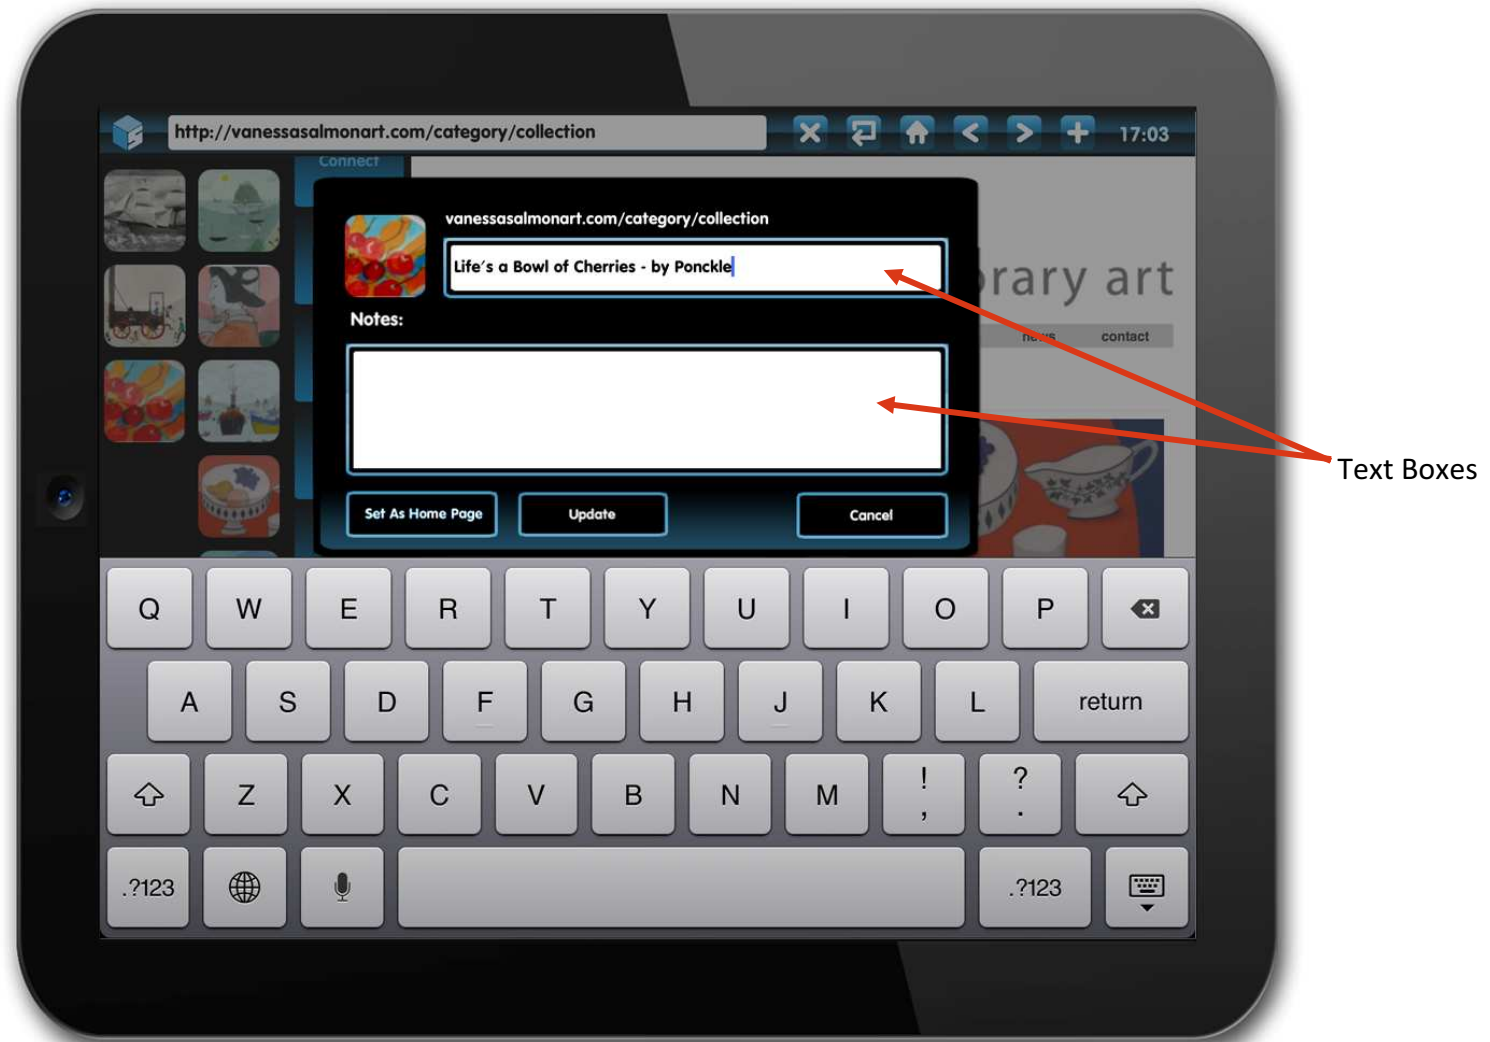 http://vanessasalmonart.com/category/collection
17:03
Connect
vanessasalmonart.com/category/collection
Life's a Bowl of Cherries - by Ponckle
rary art
Notes:
news contact
Text Boxes
Set As Home Page Update Cancel
Q W E R T Y U I O P
A S D F G H J K L return
Z X C V B N M ! , ? .
.?123 .?123